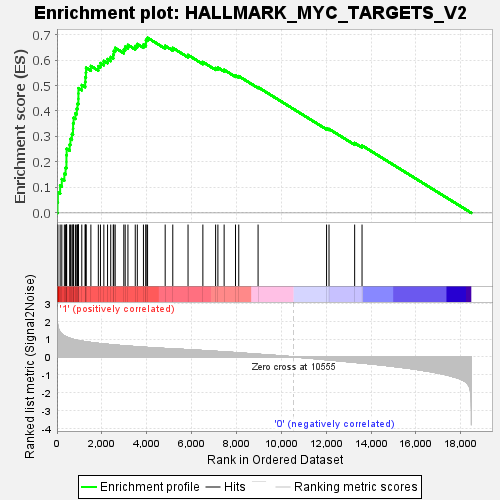 Enrichment plot: HALLMARK_MYC_TARGETS_V2
Enrichment score (ES)
0.7
0.6
0.5
0.4
0.3
0.2
0.1
0.0
'1' (positively correlated)
Ranked list metric (Signal2Noise)
3
2
1
0
-1
-2
-3
-4
Zero cross at 10555
'0' (negatively correlated)
0 2,000 4,000 6,000 8,000 10,000 12,000 14,000 16,000 18,000
Rank in Ordered Dataset
Enrichment profile Hits Ranking metric scores